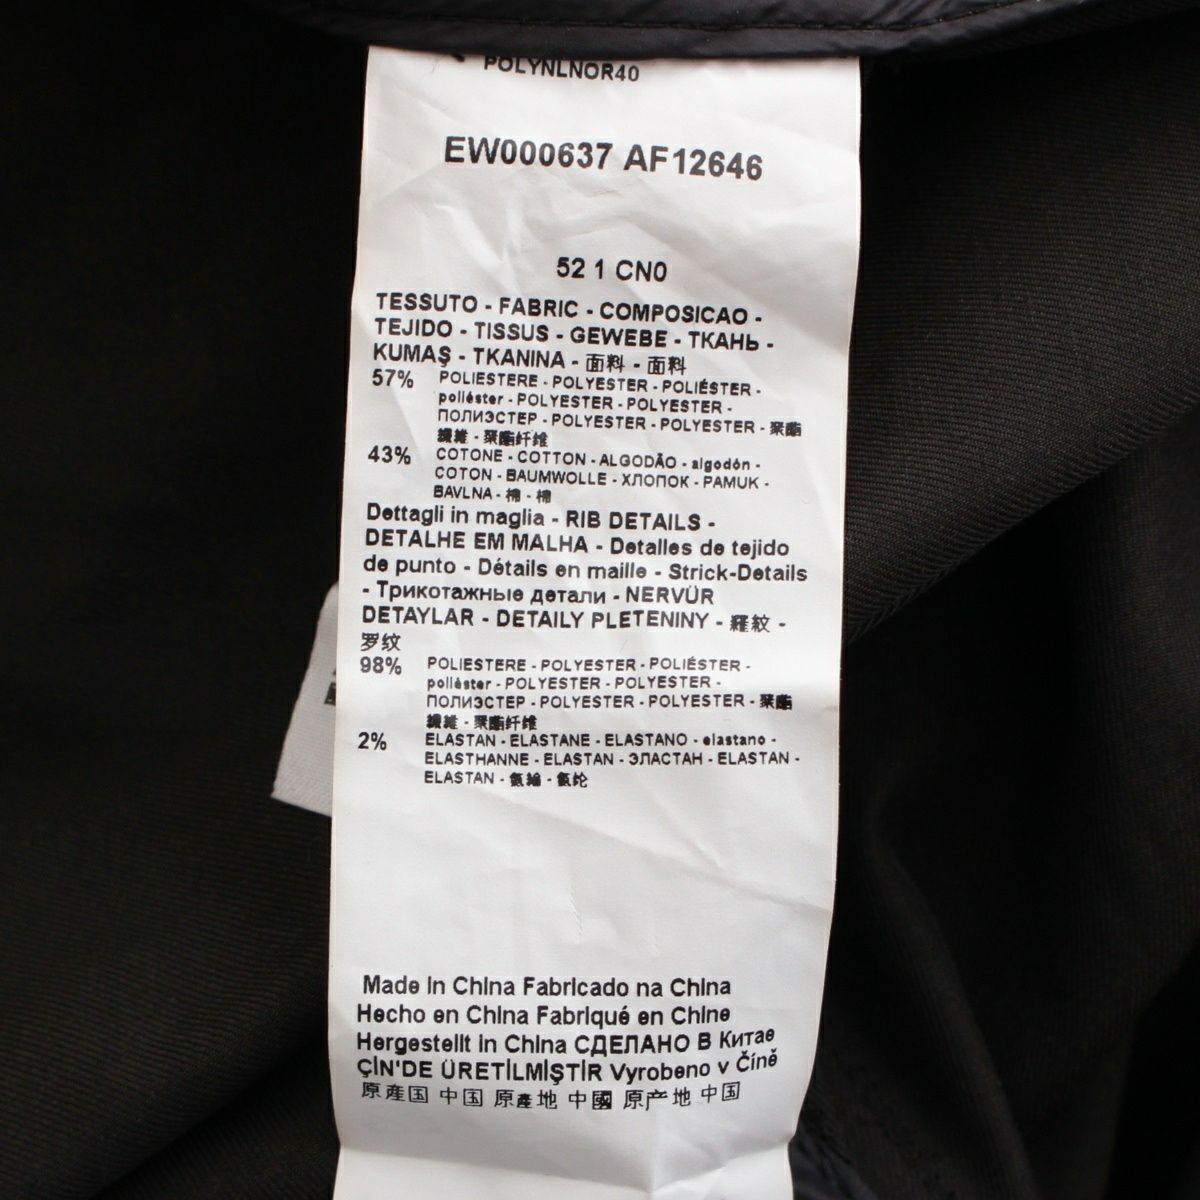 POLYNLNOR40
EW000637 AF12646
52 1 CN0
TESSUTO - FABRIC - COMPOSICAO -
TEJIDO - TISSUS - GEWEBE - ТКАНЬ -
KUMAŞ - TKANINA - 面料 - 面料
57% POLIESTERE - POLYESTER - POLIÉSTER -
poliéster - POLYESTER - POLYESTER -
ПОЛИЭСТЕР - POLYESTER - POLYESTER - 聚酯
纖維 - 聚酯纤维
43% COTONE - COTTON - ALGODÃO - algodón -
COTON - BAUMWOLLE - ХЛОПОК - PAMUK -
BAVLNA - 棉 - 棉
Dettagli in maglia - RIB DETAILS -
DETALHE EM MALHA - Detalles de tejido
de punto - Détails en maille - Strick-Details
- Трикотажные детали - NERVÜR
DETAYLAR - DETAILY PLETENINY - 羅紋 -
罗纹
98% POLIESTERE - POLYESTER - POLIÉSTER -
poliéster - POLYESTER - POLYESTER -
ПОЛИЭСТЕР - POLYESTER - POLYESTER - 聚酯
纖維 - 聚酯纤维
2% ELASTAN - ELASTANE - ELASTANO - elastano -
ELASTHANNE - ELASTAN - ЭЛАСТАН - ELASTAN -
ELASTAN - 氨綸 - 氨纶
Made in China Fabricado na China
Hecho en China Fabriqué en Chine
Hergestellt in China СДЕЛАНО В Китае
ÇİN'DE ÜRETİLMİŞTİR Vyrobeno v Číně
原産国 中国 原產地 中國 原产地 中国